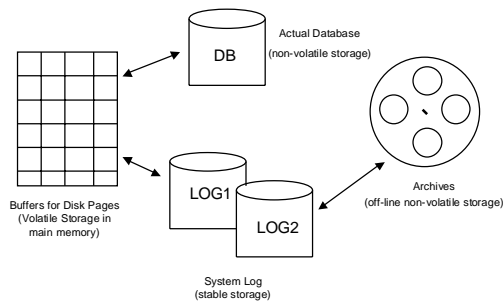 Actual Database
(non-volatile storage)
DB
LOG1
LOG2
Buffers for Disk Pages
(Volatile Storage in
main memory)
Archives
(off-line non-volatile storage)
System Log
(stable storage)